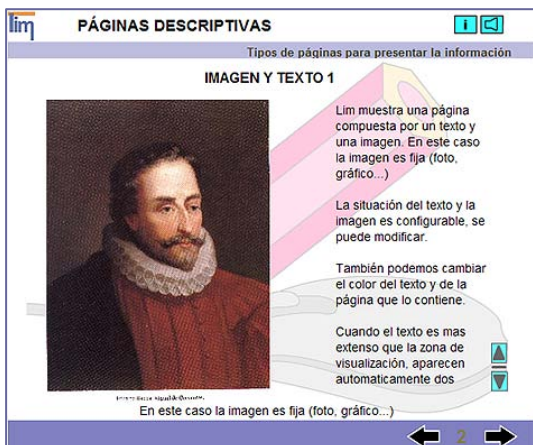 lim
PÁGINAS DESCRIPTIVAS
i
Tipos de páginas para presentar la información
IMAGEN Y TEXTO 1
Lim muestra una página
compuesta por un texto y
una imagen. En este caso
la imagen es fija (foto,
gráfico...)
La situación del texto y la
imagen es configurable, se
puede modificar.
También podemos cambiar
el color del texto y de la
página que lo contiene.
Cuando el texto es mas
extenso que la zona de
visualización, aparecen
automaticamente dos
En este caso la imagen es fija (foto, gráfico...)
2